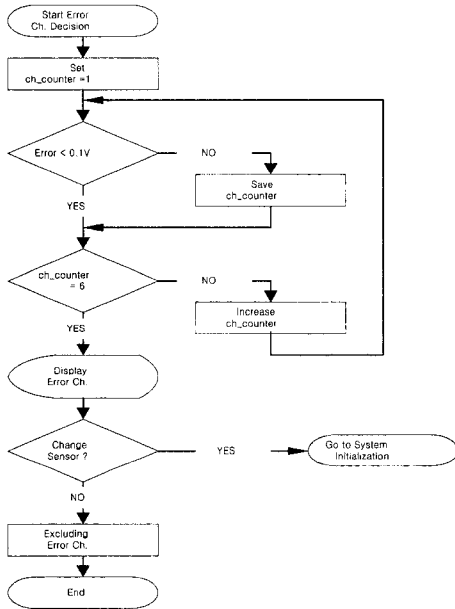 Start Error
Ch. Decision
Set
ch_counter =1
Error < 0.1V
NO
Save
ch_counter
YES
ch_counter
= 6
NO
Increase
ch_counter
YES
Display
Error Ch.
Change
Sensor ?
YES
Go to System
Initialization
NO
Excluding
Error Ch.
End